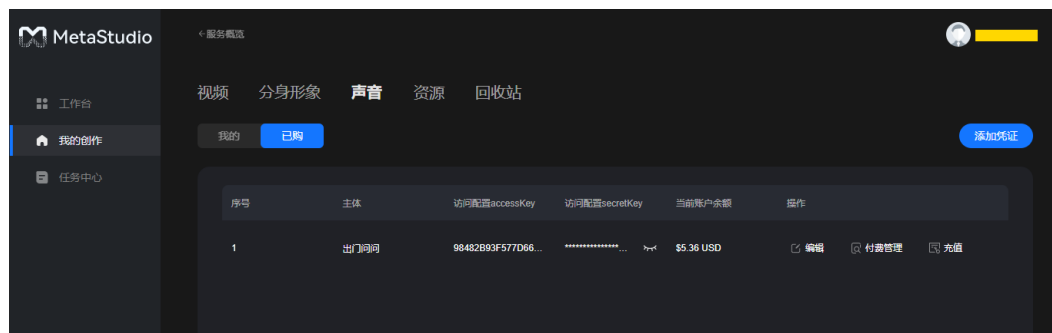 MetaStudio
<服务概览
视频 分身形象 声音 资源 回收站
工作台
我的 已购 添加凭证
我的创作
任务中心
序号 主体 访问配置accessKey 访问配置secretKey 当前账户余额 操作
1 出门问问 98482B93F577D66... ***************... $5.36 USD 编辑 付费管理 充值